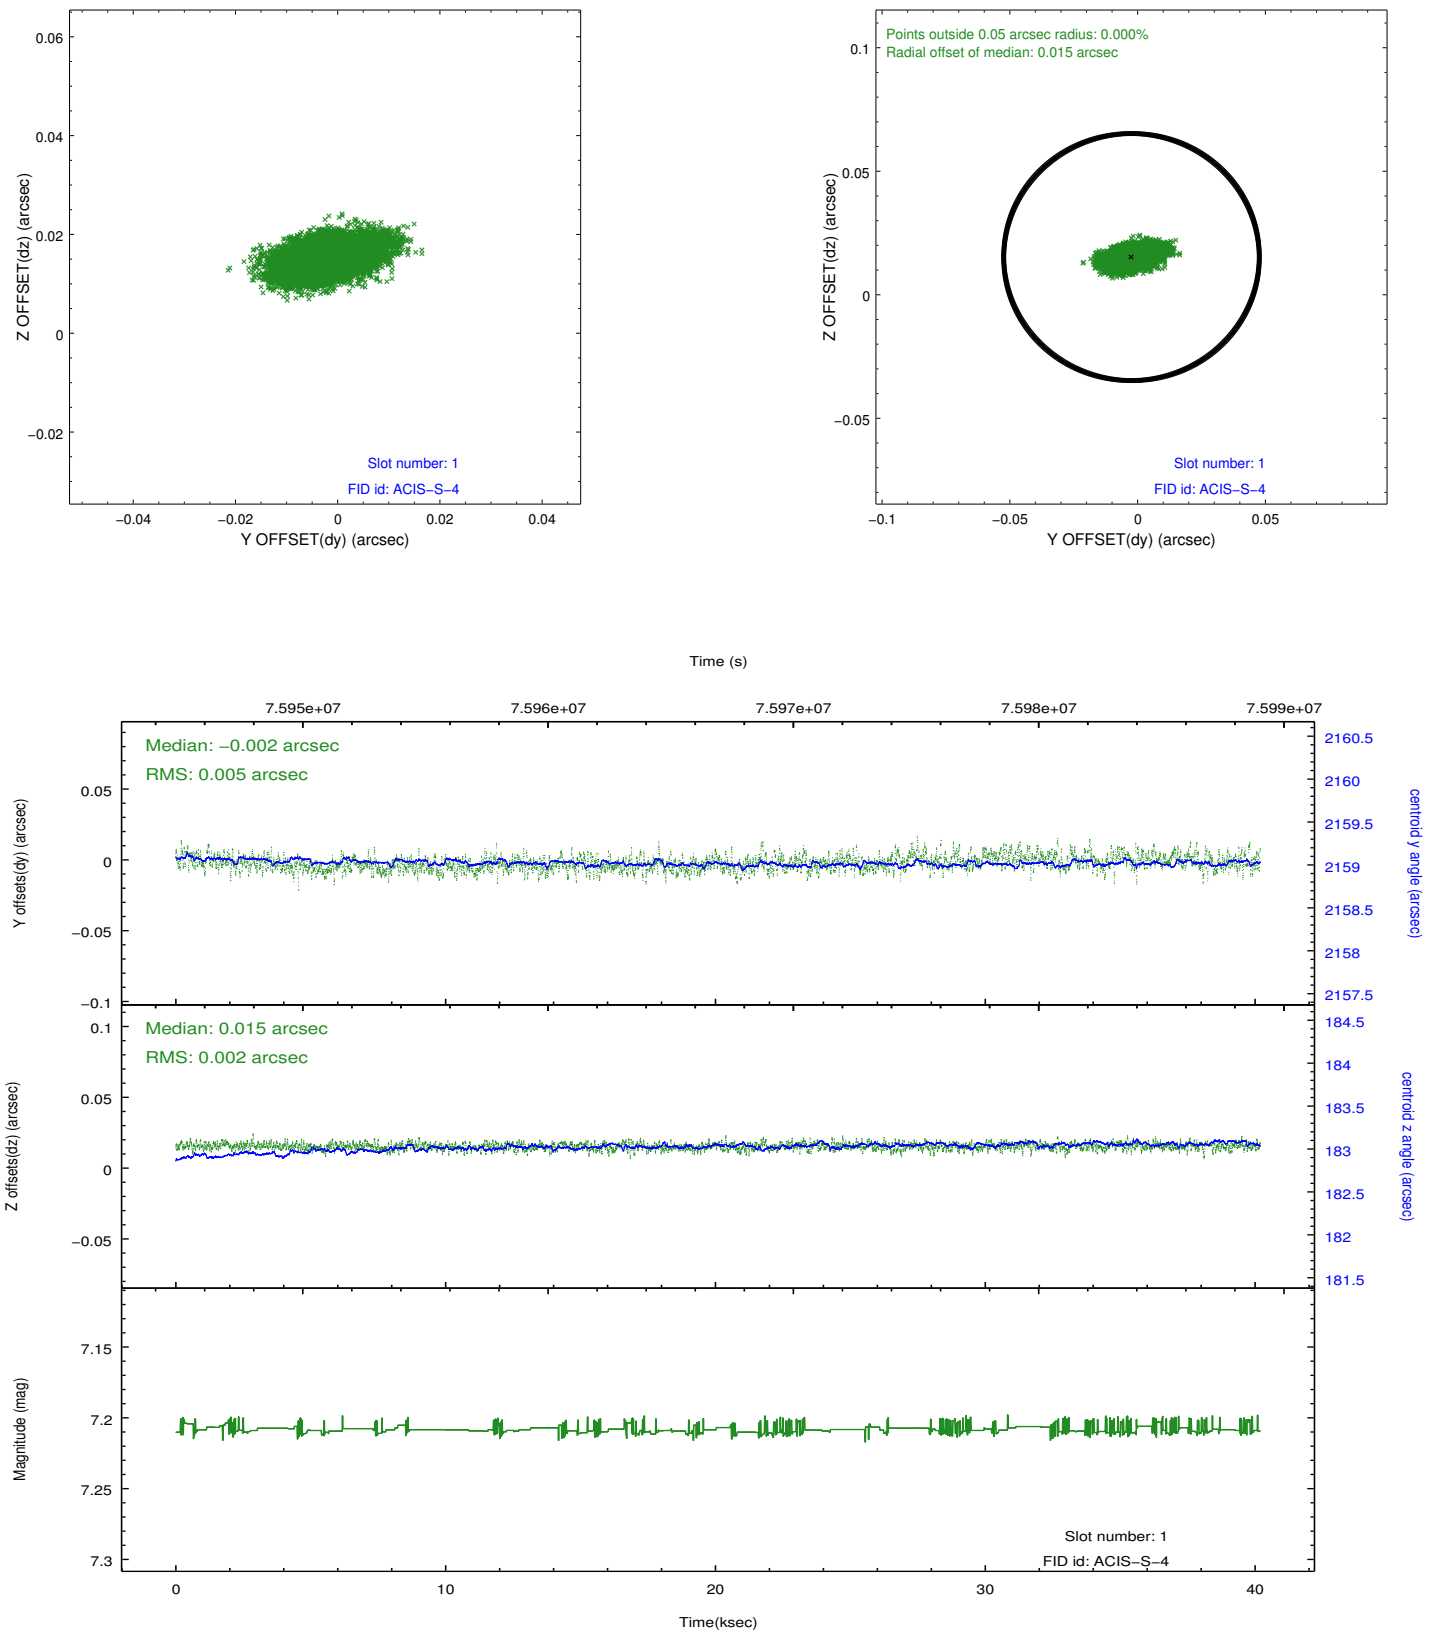 0.06
0.04
0.02
0
−0.02
−0.04
−0.02
0
0.02
0.04
Z OFFSET(dz) (arcsec)
Y OFFSET(dy) (arcsec)
Slot number: 1
FID id: ACIS−S−4
Points outside 0.05 arcsec radius: 0.000%
Radial offset of median: 0.015 arcsec
0.1
0.05
0
−0.05
−0.1
−0.05
0
0.05
Z OFFSET(dz) (arcsec)
Y OFFSET(dy) (arcsec)
Slot number: 1
FID id: ACIS−S−4
Time (s)
7.595e+07
7.596e+07
7.597e+07
7.598e+07
7.599e+07
Median: −0.002 arcsec
RMS: 0.005 arcsec
0.05
0
−0.05
−0.1
Y offsets(dy) (arcsec)
2160.5
2160
2159.5
2159
2158.5
2158
2157.5
centroid y angle (arcsec)
Median: 0.015 arcsec
RMS: 0.002 arcsec
0.1
0.05
0
−0.05
Z offsets(dz) (arcsec)
184.5
184
183.5
183
182.5
182
181.5
centroid z angle (arcsec)
7.15
7.2
7.25
7.3
Magnitude (mag)
Slot number: 1
FID id: ACIS−S−4
0
10
20
30
40
Time(ksec)